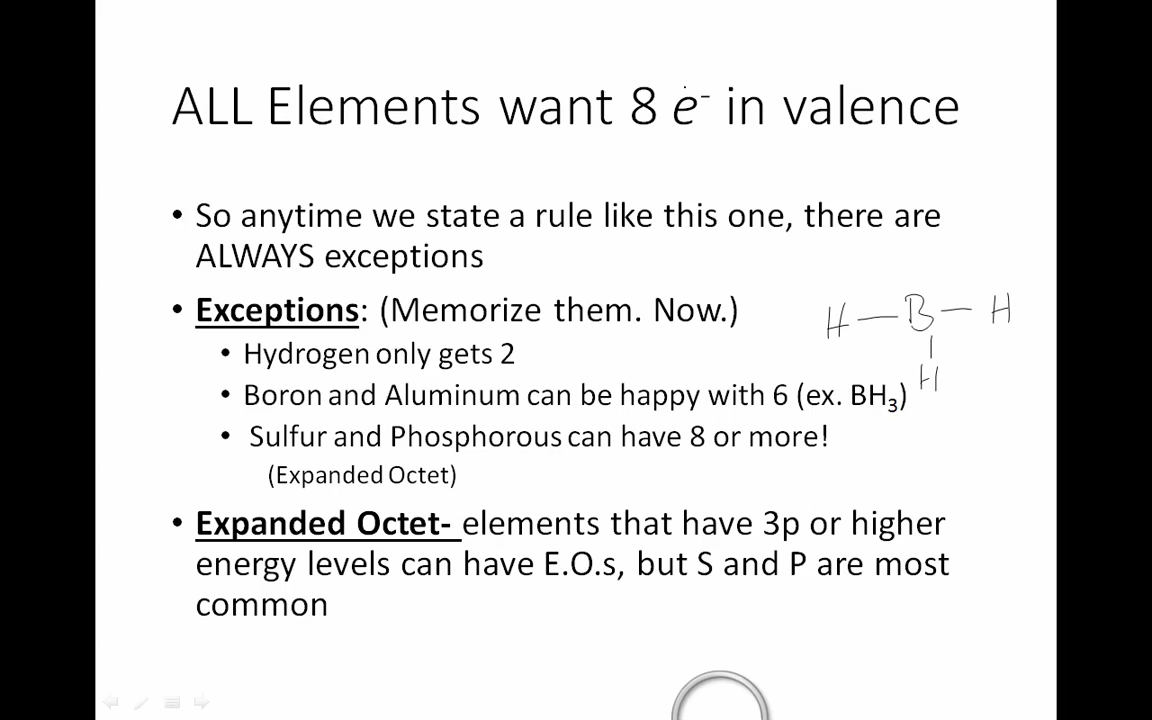 ALL Elements want 8 e⁻ in valence
• So anytime we state a rule like this one, there are
ALWAYS exceptions
• Exceptions: (Memorize them. Now.)
H — B — H
|
H
• Hydrogen only gets 2
• Boron and Aluminum can be happy with 6 (ex. BH₃)
• Sulfur and Phosphorous can have 8 or more!
(Expanded Octet)
• Expanded Octet- elements that have 3p or higher
energy levels can have E.O.s, but S and P are most
common